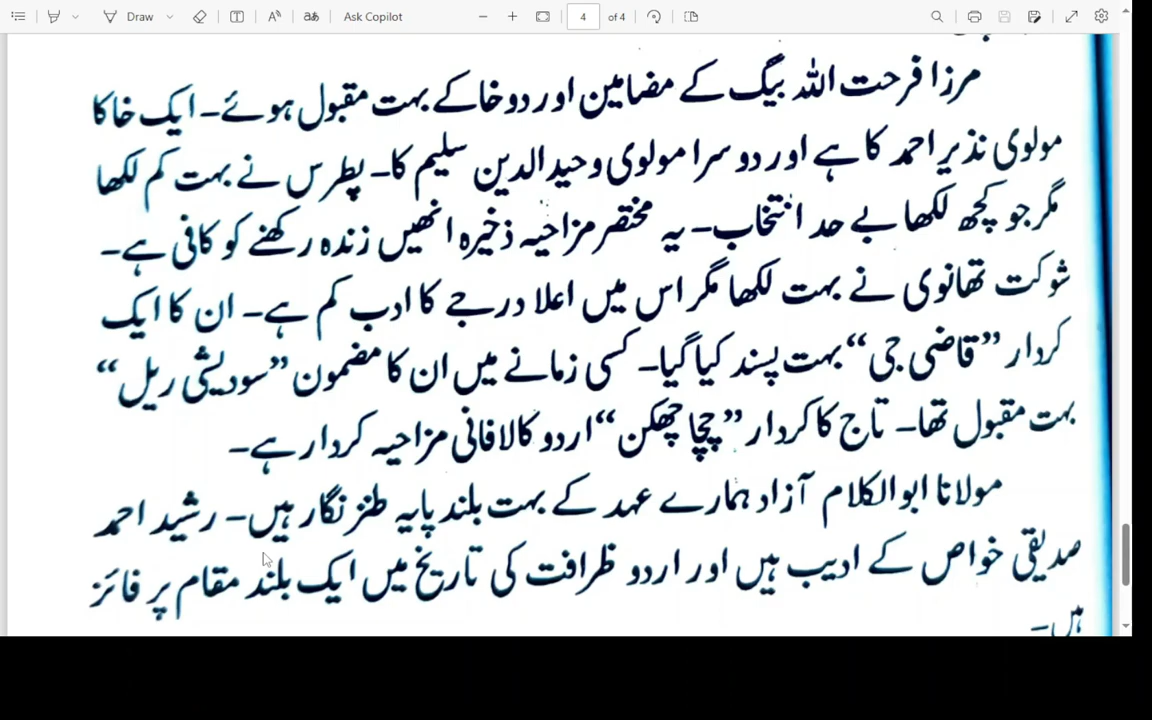 Draw
Ask Copilot
4
of 4
مرزا فرحت اللہ بیگ کے مضامین اور دو خاکے بہت مقبول ہوئے۔ ایک خاکا
مولوی نذیر احمد کا ہے اور دوسرا مولوی وحید الدین سلیم کا۔ پطرس نے بہت کم لکھا
مگر جو کچھ لکھا بے حد انتخاب۔ یہ مختصر مزاحیہ ذخیرہ انھیں زندہ رکھنے کو کافی ہے۔
شوکت تھانوی نے بہت لکھا مگر اس میں اعلا درجے کا ادب کم ہے۔ ان کا ایک
کردار ”قاضی جی“ بہت پسند کیا گیا۔ کسی زمانے میں ان کا مضمون ”سودیشی ریل“
بہت مقبول تھا۔ تاج کا کردار ”چچا چھکن“ اردو کا لافانی مزاحیہ کردار ہے۔
مولانا ابوالکلام آزاد ہمارے عہد کے بہت بلند پایہ طنز نگار ہیں۔ رشید احمد
صدیقی خواص کے ادیب ہیں اور اردو ظرافت کی تاریخ میں ایک بلند مقام پر فائز
ہیں۔